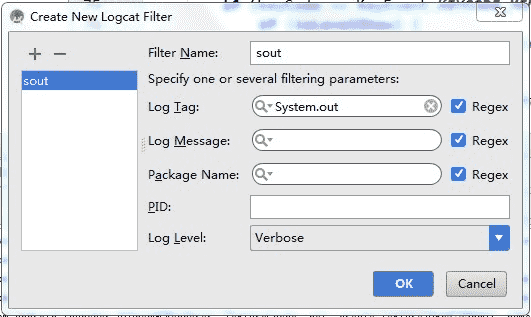 Create New Logcat Filter
Filter Name: sout
sout
Specify one or several filtering parameters:
Log Tag: System.out Regex
Log Message: Regex
Package Name: Regex
PID:
Log Level: Verbose
OK Cancel